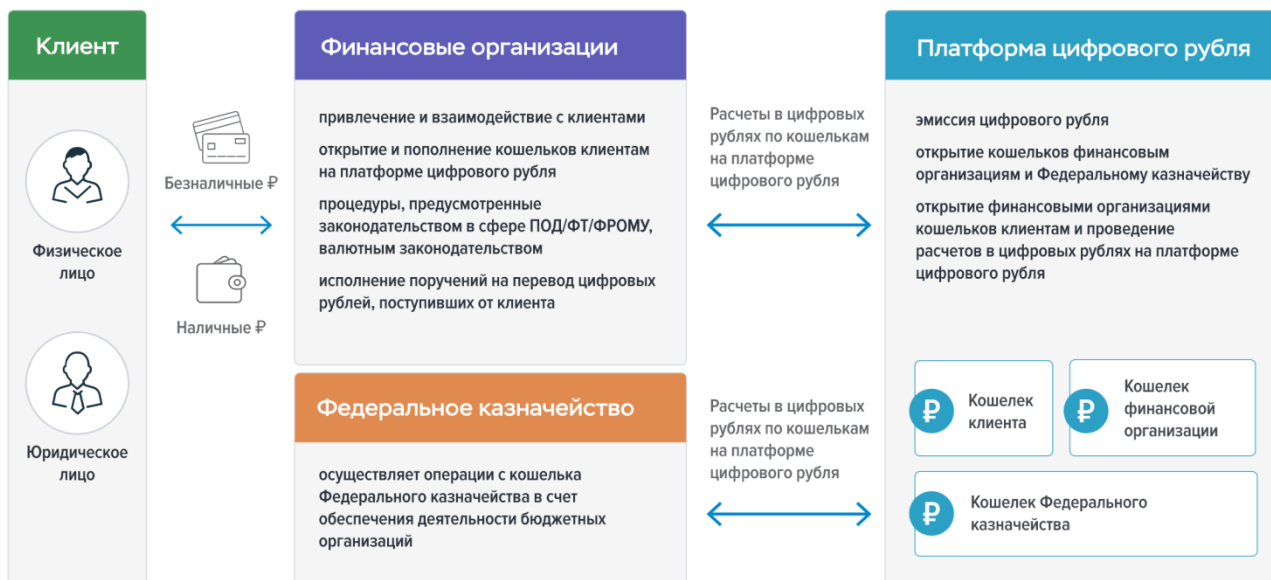 Клиент
Физическое
лицо
Юридическое
лицо
Безналичные ₽
Наличные ₽
Финансовые организации
привлечение и взаимодействие с клиентами
открытие и пополнение кошельков клиентам
на платформе цифрового рубля
процедуры, предусмотренные
законодательством в сфере ПОД/ФТ/ФРОМУ,
валютным законодательством
исполнение поручений на перевод цифровых
рублей, поступивших от клиента
Федеральное казначейство
осуществляет операции с кошелька
Федерального казначейства в счет
обеспечения деятельности бюджетных
организаций
Расчеты в цифровых
рублях по кошелькам
на платформе
цифрового рубля
Расчеты в цифровых
рублях по кошелькам
на платформе
цифрового рубля
Платформа цифрового рубля
эмиссия цифрового рубля
открытие кошельков финансовым
организациям и Федеральному казначейству
открытие финансовыми организациями
кошельков клиентам и проведение
расчетов в цифровых рублях на платформе
цифрового рубля
₽
Кошелек
клиента
₽
Кошелек
финансовой
организации
₽
Кошелек Федерального
казначейства